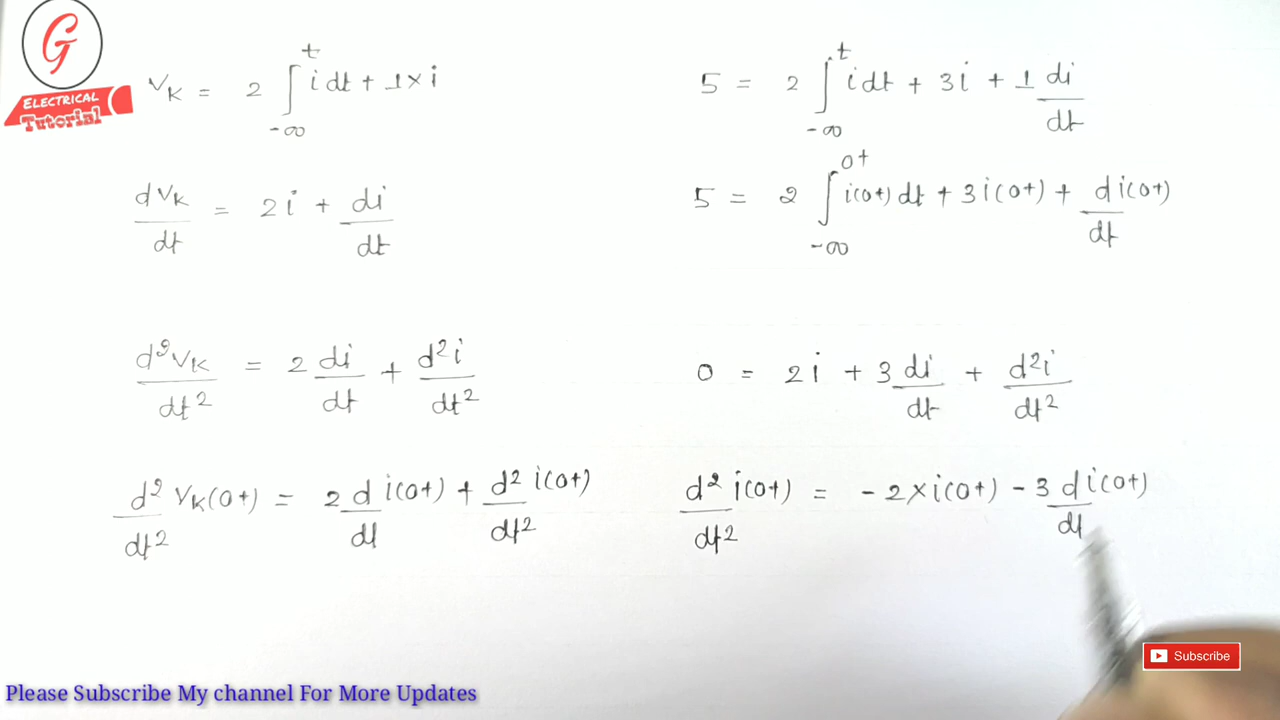 G
ELECTRICAL
Tutorial
V_K = 2 ∫_{-∞}^{t} i dt + 1 × i
dV_K/dt = 2i + di/dt
d²V_K/dt² = 2 di/dt + d²i/dt²
d²/dt² V_K(0+) = 2 d/dt i(0+) + d²/dt² i(0+)
5 = 2 ∫_{-∞}^{t} i dt + 3i + 1 di/dt
5 = 2 ∫_{-∞}^{0+} i(0+) dt + 3i(0+) + d i(0+)/dt
0 = 2i + 3 di/dt + d²i/dt²
d²/dt² i(0+) = -2 × i(0+) - 3 d i(0+)/dt
Subscribe
Please Subscribe My channel For More Updates